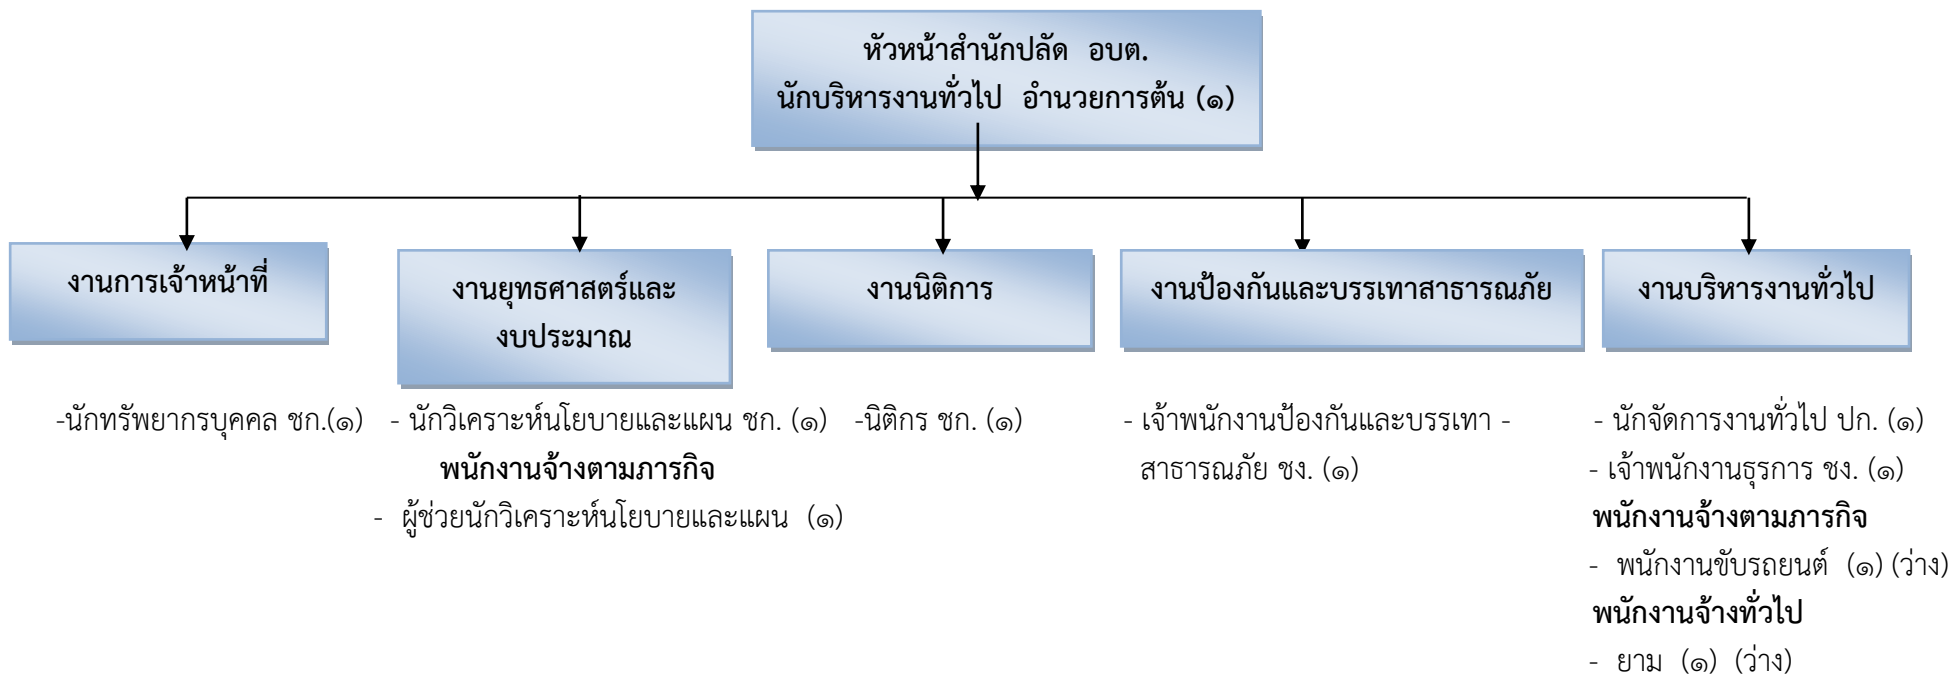 หัวหน้าสำนักปลัด อบต.
นักบริหารงานทั่วไป อำนวยการต้น (๑)
งานการเจ้าหน้าที่
งานยุทธศาสตร์และ
งบประมาณ
งานนิติการ
งานป้องกันและบรรเทาสาธารณภัย
งานบริหารงานทั่วไป
-นักทรัพยากรบุคคล ชก.(๑)
- นักวิเคราะห์นโยบายและแผน ชก. (๑)
พนักงานจ้างตามภารกิจ
- ผู้ช่วยนักวิเคราะห์นโยบายและแผน (๑)
-นิติกร ชก. (๑)
- เจ้าพนักงานป้องกันและบรรเทา -
สาธารณภัย ชง. (๑)
- นักจัดการงานทั่วไป ปก. (๑)
- เจ้าพนักงานธุรการ ชง. (๑)
พนักงานจ้างตามภารกิจ
- พนักงานขับรถยนต์ (๑) (ว่าง)
พนักงานจ้างทั่วไป
- ยาม (๑) (ว่าง)